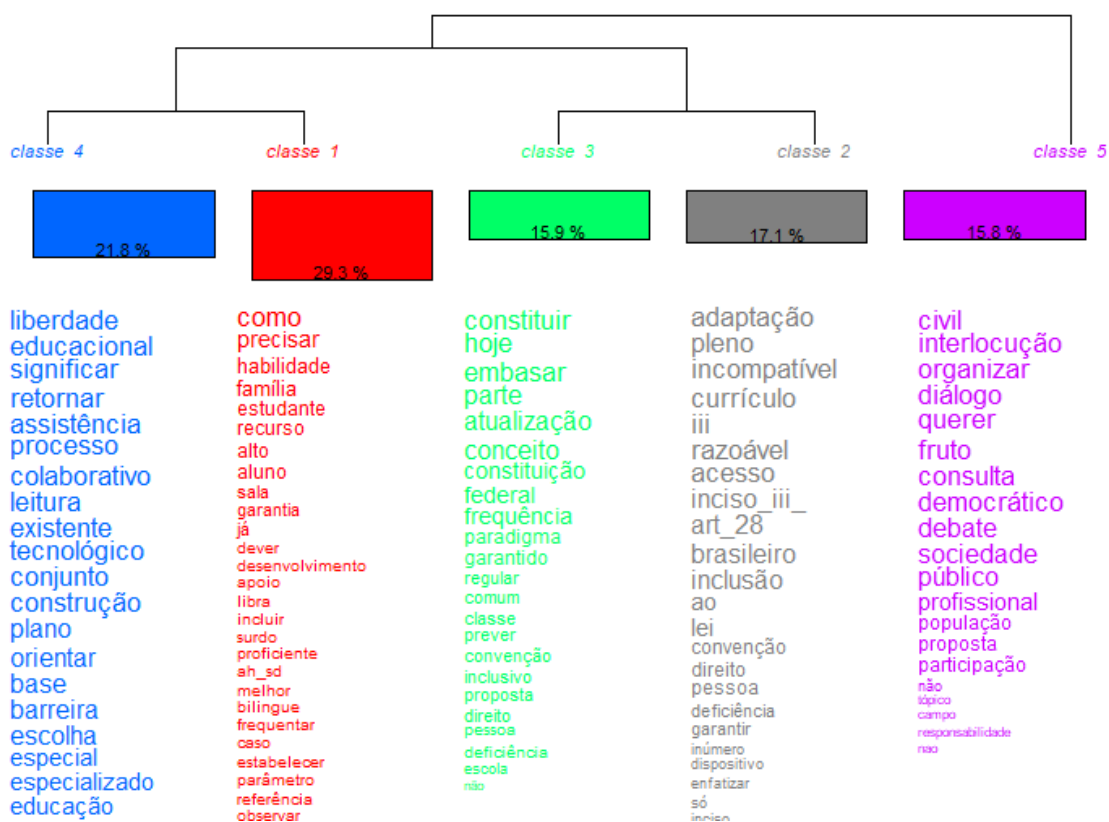 classe 4
classe 1
classe 3
classe 2
classe 5
21.8 %
29.3 %
15.9 %
17.1 %
15.8 %
liberdade
educacional
significar
retornar
assistência
processo
colaborativo
leitura
existente
tecnológico
conjunto
construção
plano
orientar
base
barreira
escolha
especial
especializado
educação
como
precisar
habilidade
família
estudante
recurso
alto
aluno
sala
garantia
já
dever
desenvolvimento
apoio
libra
incluir
surdo
proficiente
ah_sd
melhor
bilingue
frequentar
caso
estabelecer
parâmetro
referência
observar
constituir
hoje
embasar
parte
atualização
conceito
constituição
federal
frequência
paradigma
garantido
regular
comum
classe
prever
convenção
inclusivo
proposta
direito
pessoa
deficiência
escola
não
adaptação
pleno
incompatível
currículo
iii
razoável
acesso
inciso_iii_
art_28
brasileiro
inclusão
ao
lei
convenção
direito
pessoa
deficiência
garantir
inúmero
dispositivo
enfatizar
só
inciso
civil
interlocução
organizar
diálogo
querer
fruto
consulta
democrático
debate
sociedade
público
profissional
população
proposta
participação
não
tópico
campo
responsabilidade
nao